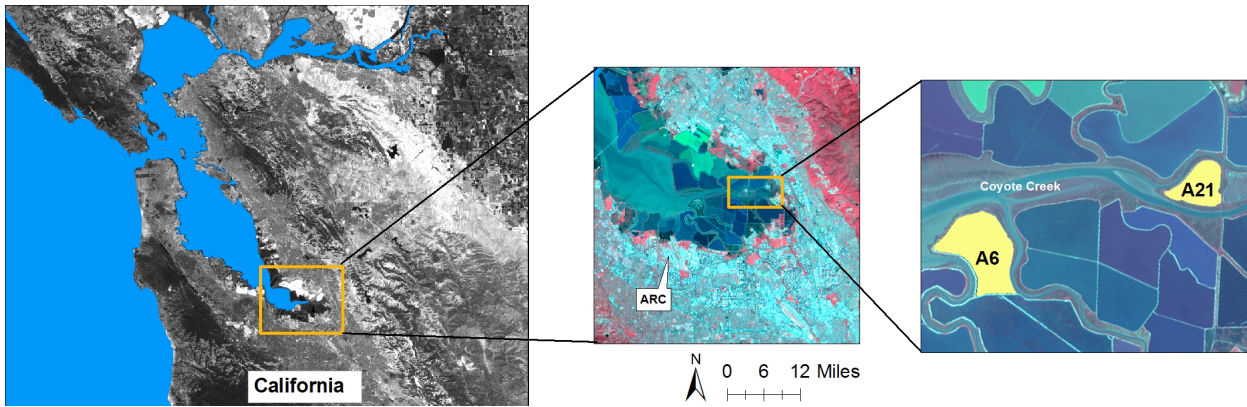 California
ARC
N
0 6 12 Miles
Coyote Creek
A21
A6